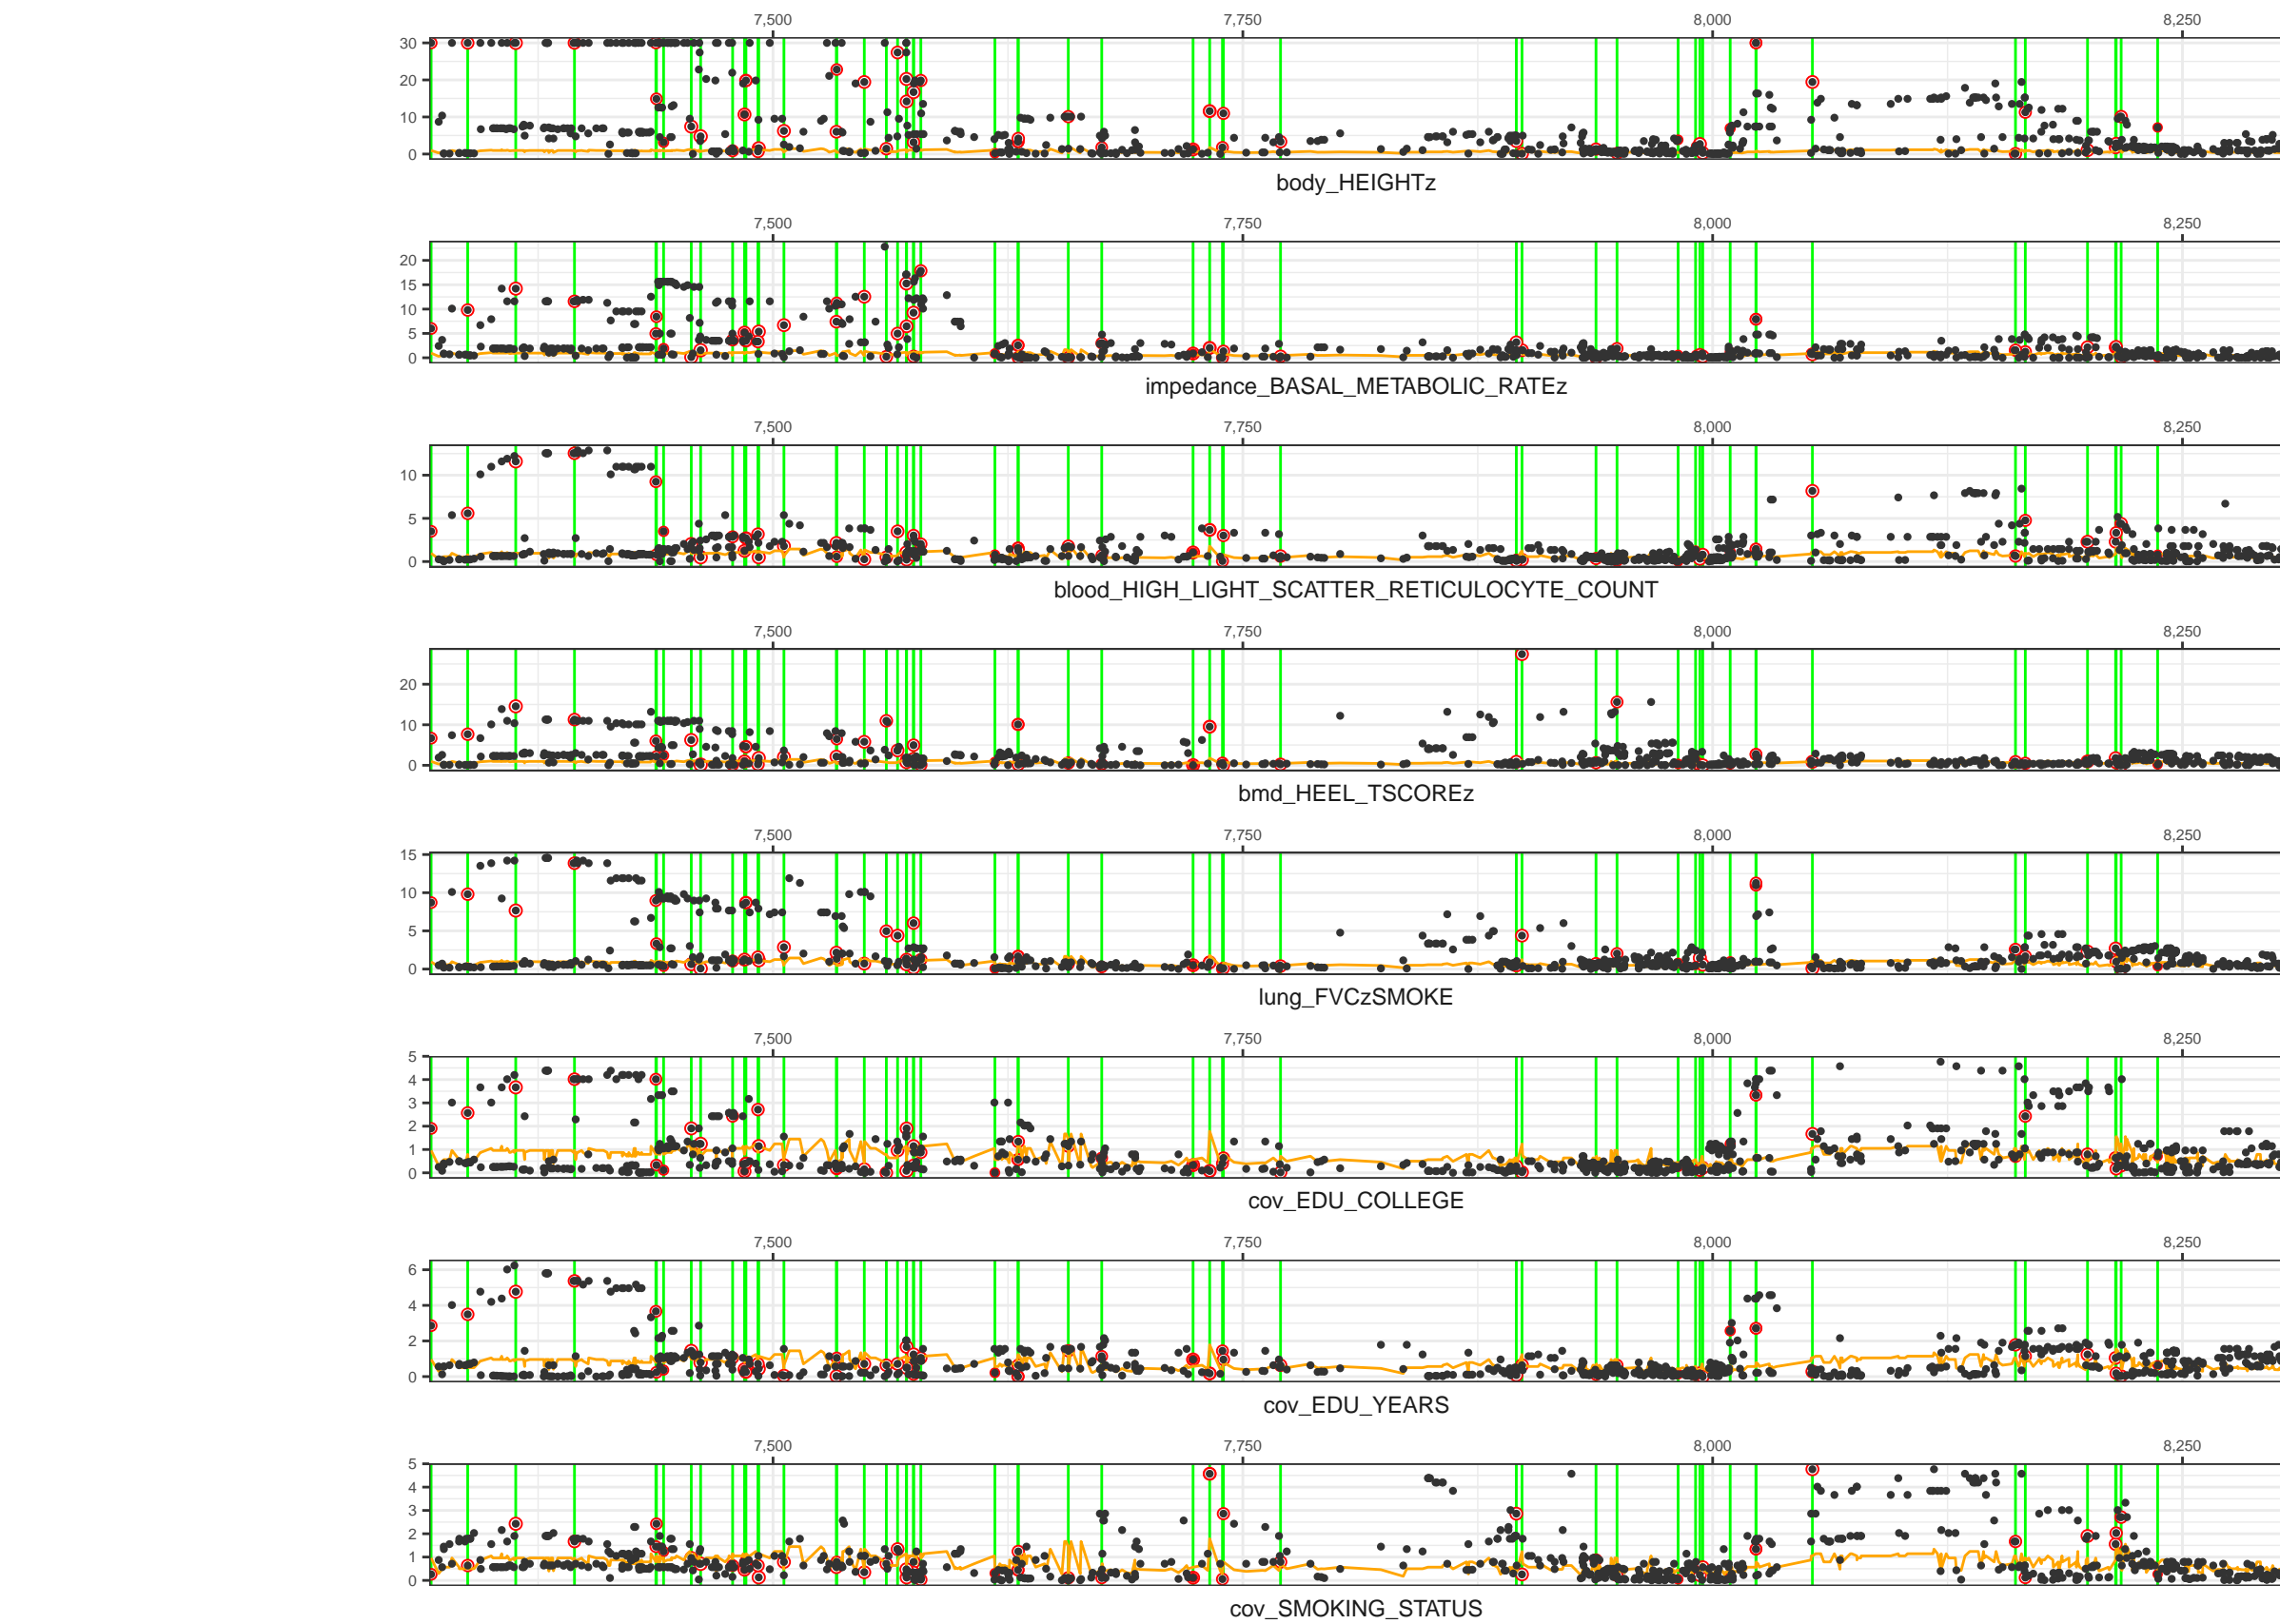 7,500 7,750 8,000 8,250
30
20
10
0
body_HEIGHTz
7,500 7,750 8,000 8,250
20
15
10
5
0
impedance_BASAL_METABOLIC_RATEz
7,500 7,750 8,000 8,250
10
5
0
blood_HIGH_LIGHT_SCATTER_RETICULOCYTE_COUNT
7,500 7,750 8,000 8,250
20
10
0
bmd_HEEL_TSCOREz
7,500 7,750 8,000 8,250
15
10
5
0
lung_FVCzSMOKE
7,500 7,750 8,000 8,250
5
4
3
2
1
0
cov_EDU_COLLEGE
7,500 7,750 8,000 8,250
6
4
2
0
cov_EDU_YEARS
7,500 7,750 8,000 8,250
5
4
3
2
1
0
cov_SMOKING_STATUS